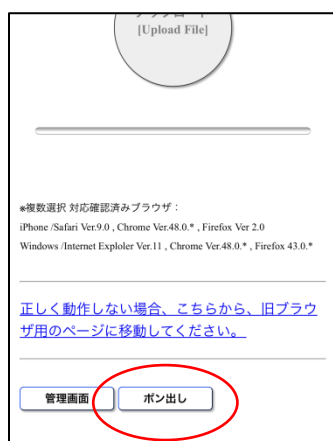 [Upload File]
※複数選択 対応確認済みブラウザ：
iPhone /Safari Ver.9.0 , Chrome Ver.48.0.* , Firefox Ver 2.0
Windows /Internet Exploler Ver.11 , Chrome Ver.48.0.* , Firefox 43.0.*
正しく動作しない場合、こちらから、旧ブラウ
ザ用のページに移動してください。
管理画面
ポン出し